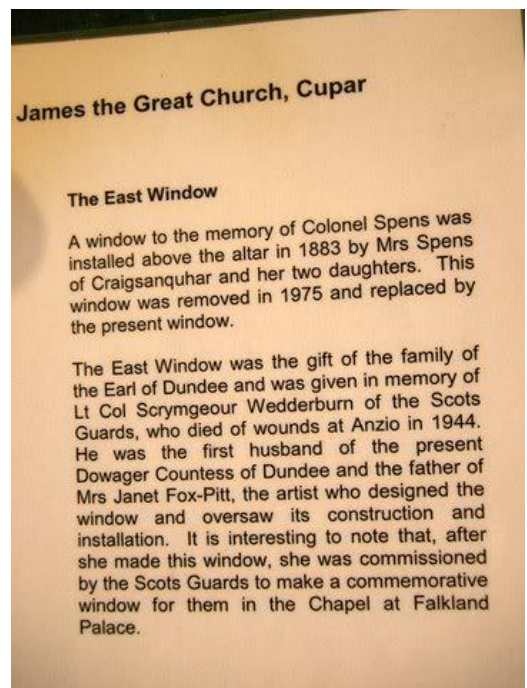 James the Great Church, Cupar
The East Window
A window to the memory of Colonel Spens was
installed above the altar in 1883 by Mrs Spens
of Craigsanquhar and her two daughters. This
window was removed in 1975 and replaced by
the present window.
The East Window was the gift of the family of
the Earl of Dundee and was given in memory of
Lt Col Scrymgeour Wedderburn of the Scots
Guards, who died of wounds at Anzio in 1944.
He was the first husband of the present
Dowager Countess of Dundee and the father of
Mrs Janet Fox-Pitt, the artist who designed the
window and oversaw its construction and
installation. It is interesting to note that, after
she made this window, she was commissioned
by the Scots Guards to make a commemorative
window for them in the Chapel at Falkland
Palace.